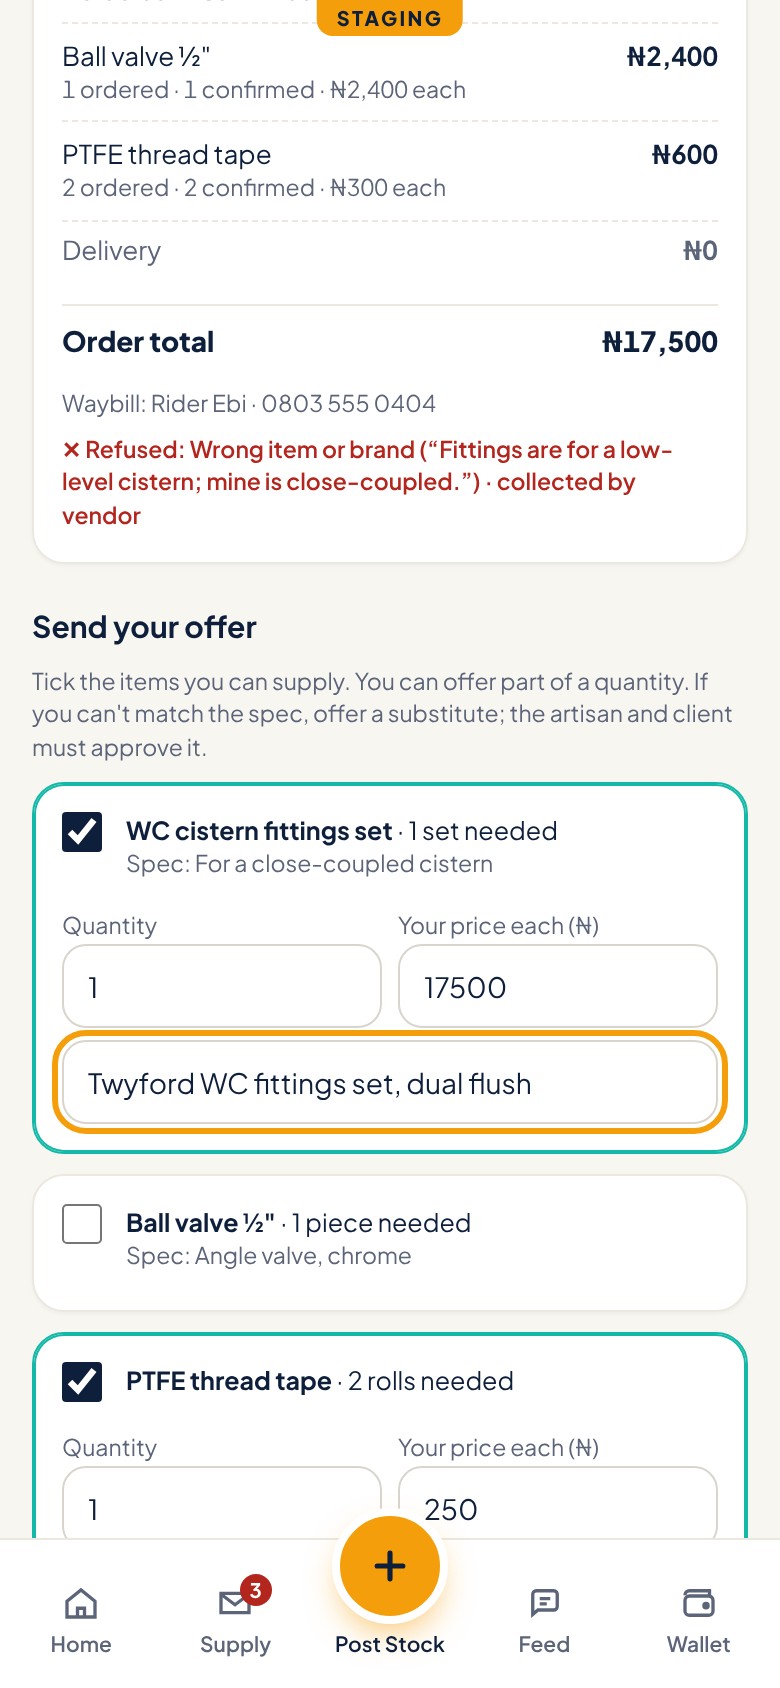 STAGING
Ball valve ½" ₦2,400
1 ordered · 1 confirmed · ₦2,400 each
PTFE thread tape ₦600
2 ordered · 2 confirmed · ₦300 each
Delivery ₦0
Order total ₦17,500
Waybill: Rider Ebi · 0803 555 0404
✕ Refused: Wrong item or brand (“Fittings are for a low-
level cistern; mine is close-coupled.”) · collected by
vendor
Send your offer
Tick the items you can supply. You can offer part of a quantity. If
you can't match the spec, offer a substitute; the artisan and client
must approve it.
WC cistern fittings set · 1 set needed
Spec: For a close-coupled cistern
Quantity Your price each (₦)
1 17500
Twyford WC fittings set, dual flush
Ball valve ½" · 1 piece needed
Spec: Angle valve, chrome
PTFE thread tape · 2 rolls needed
Quantity Your price each (₦)
1 250
3
Home Supply Post Stock Feed Wallet